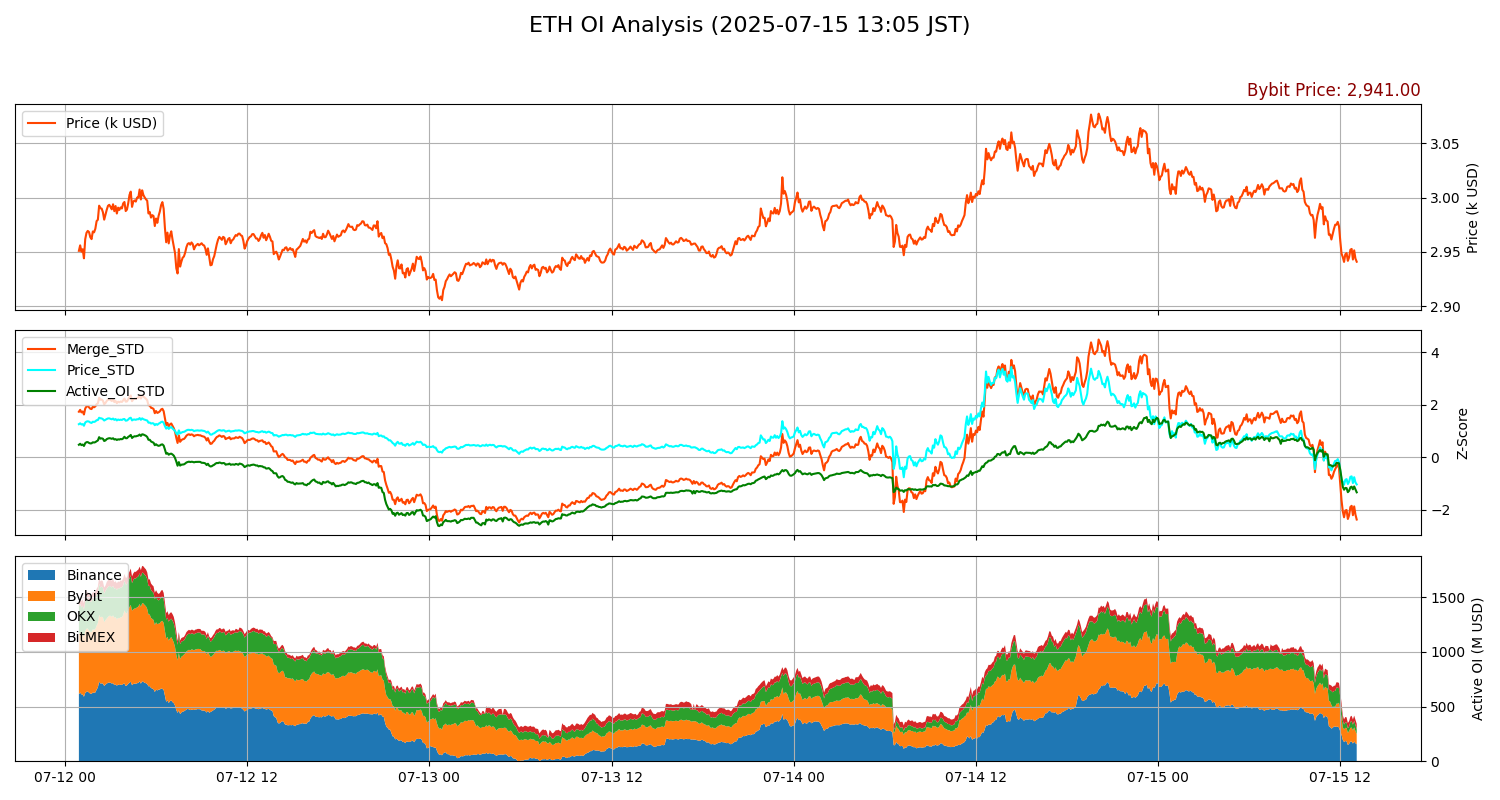 ETH OI Analysis (2025-07-15 13:05 JST)
Bybit Price: 2,941.00
Price (k USD)
3.05
3.00
2.95
2.90
Price (k USD)
Merge_STD
Price_STD
Active_OI_STD
4
2
0
−2
Z-Score
Binance
Bybit
OKX
BitMEX
1500
1000
500
0
Active OI (M USD)
07-12 00
07-12 12
07-13 00
07-13 12
07-14 00
07-14 12
07-15 00
07-15 12